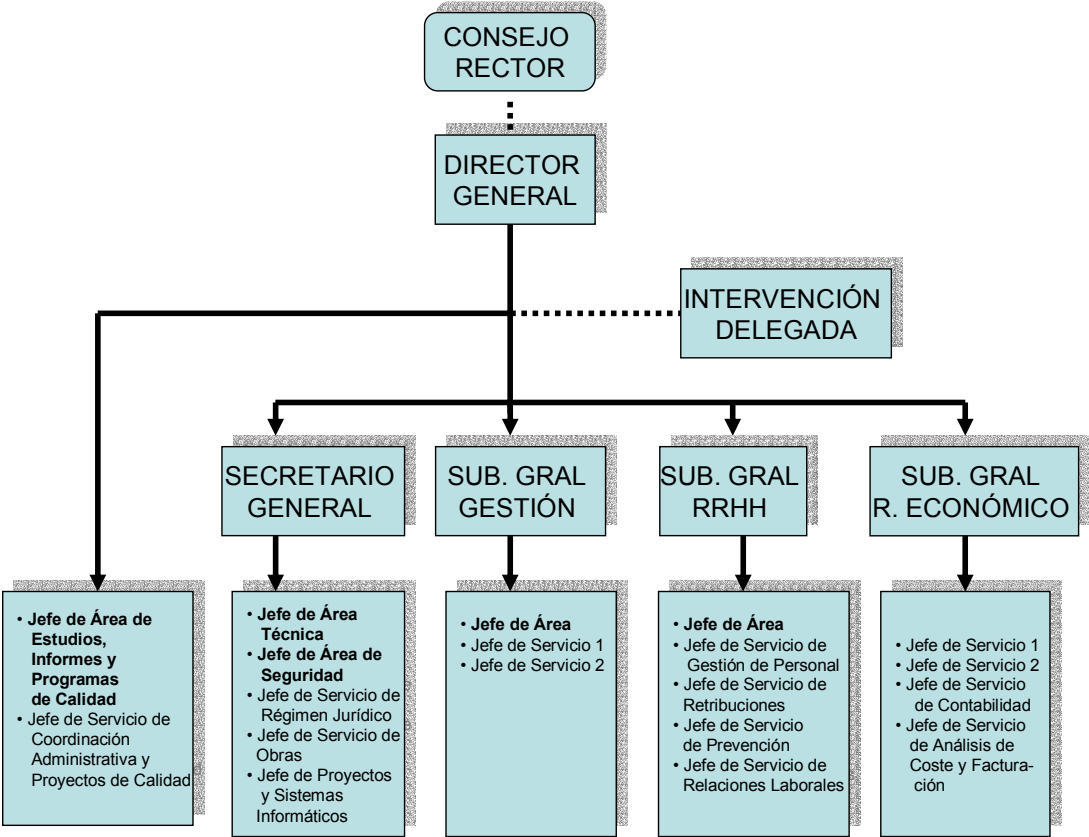 CONSEJO
RECTOR
DIRECTOR
GENERAL
INTERVENCIÓN
DELEGADA
SECRETARIO
GENERAL
SUB. GRAL
GESTIÓN
SUB. GRAL
RRHH
SUB. GRAL
R. ECONÓMICO
• Jefe de Área de
Estudios,
Informes y
Programas
de Calidad
• Jefe de Servicio de
Coordinación
Administrativa y
Proyectos de Calidad
• Jefe de Área
Técnica
• Jefe de Área de
Seguridad
• Jefe de Servicio de
Régimen Jurídico
• Jefe de Servicio de
Obras
• Jefe de Proyectos
y Sistemas
Informáticos
• Jefe de Área
• Jefe de Servicio 1
• Jefe de Servicio 2
• Jefe de Área
• Jefe de Servicio de
Gestión de Personal
• Jefe de Servicio de
Retribuciones
• Jefe de Servicio
de Prevención
• Jefe de Servicio de
Relaciones Laborales
• Jefe de Servicio 1
• Jefe de Servicio 2
• Jefe de Servicio
de Contabilidad
• Jefe de Servicio
de Análisis de
Coste y Factura-
ción